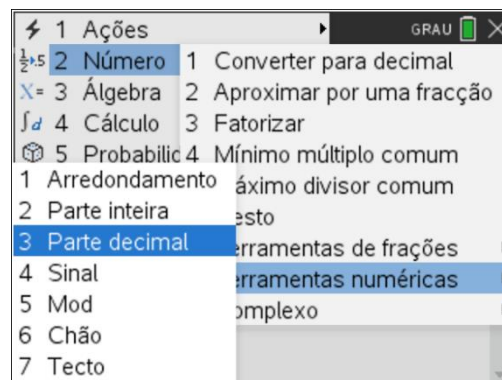 1 Ações GRAU
2 Número
3 Álgebra
4 Cálculo
5 Probabilic
1 Converter para decimal
2 Aproximar por uma fracção
3 Fatorizar
4 Mínimo múltiplo comum
áximo divisor comum
esto
erramentas de frações
erramentas numéricas
omplexo
1 Arredondamento
2 Parte inteira
3 Parte decimal
4 Sinal
5 Mod
6 Chão
7 Tecto